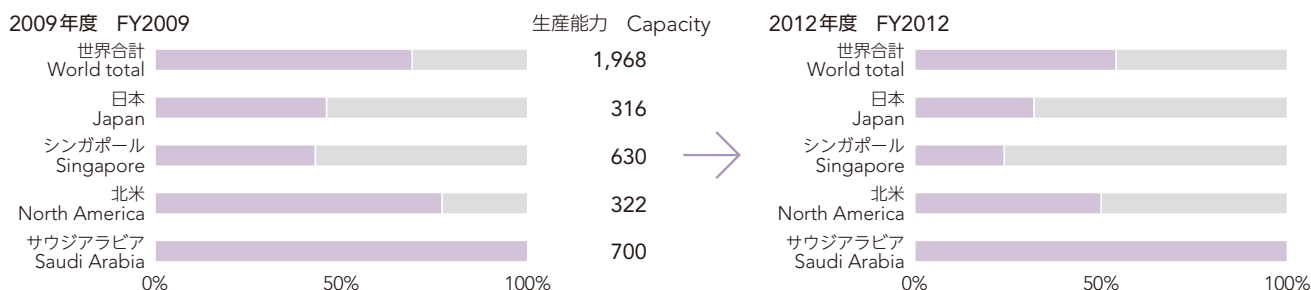 2009年度 FY2009
生産能力 Capacity
世界合計
World total
1,968
日本
Japan
316
シンガポール
Singapore
630
北米
North America
322
サウジアラビア
Saudi Arabia
700
0% 50% 100%
2012年度 FY2012
世界合計
World total
日本
Japan
シンガポール
Singapore
北米
North America
サウジアラビア
Saudi Arabia
0% 50% 100%